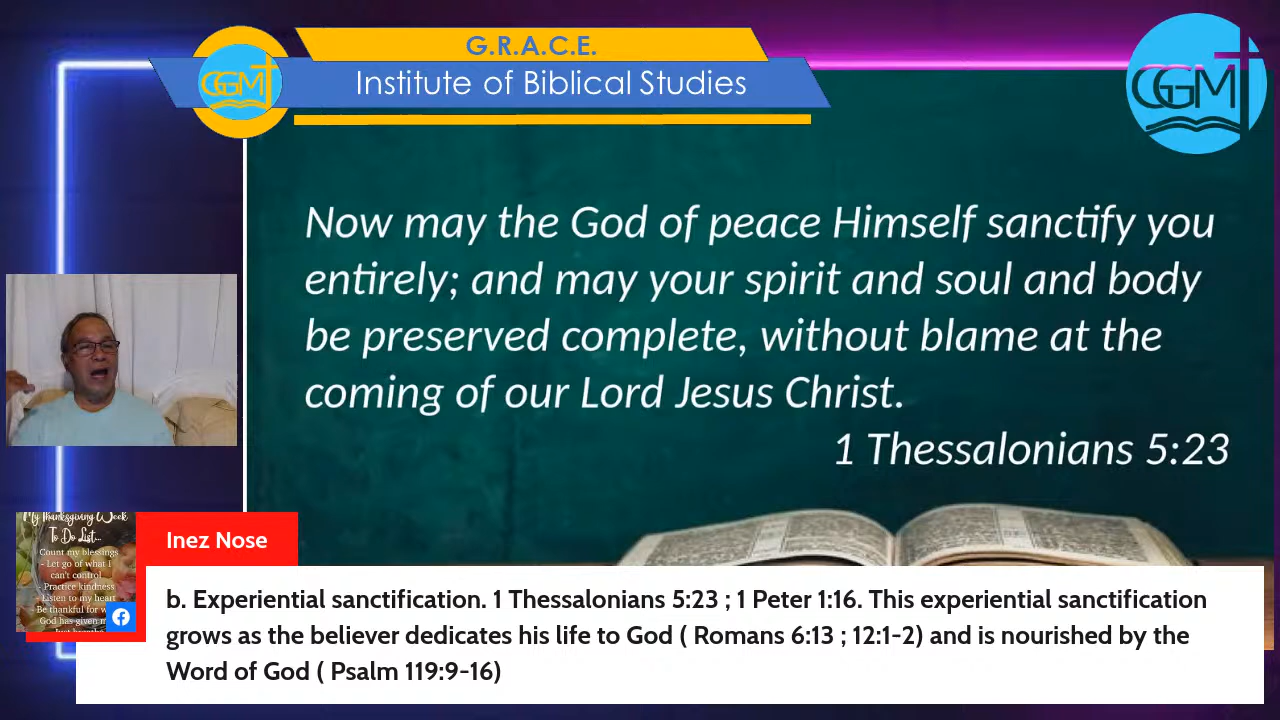 G.R.A.C.E.
Institute of Biblical Studies
CGM
CGM
Now may the God of peace Himself sanctify you
entirely; and may your spirit and soul and body
be preserved complete, without blame at the
coming of our Lord Jesus Christ.
1 Thessalonians 5:23
My Thanksgiving Week
To Do List...
Count my blessings
- Let go of what I
can't control
- Practice kindness
- Listen to my heart
Be thankful for w
God has given m
Just breathe
Inez Nose
b. Experiential sanctification. 1 Thessalonians 5:23 ; 1 Peter 1:16. This experiential sanctification
grows as the believer dedicates his life to God ( Romans 6:13 ; 12:1-2) and is nourished by the
Word of God ( Psalm 119:9-16)